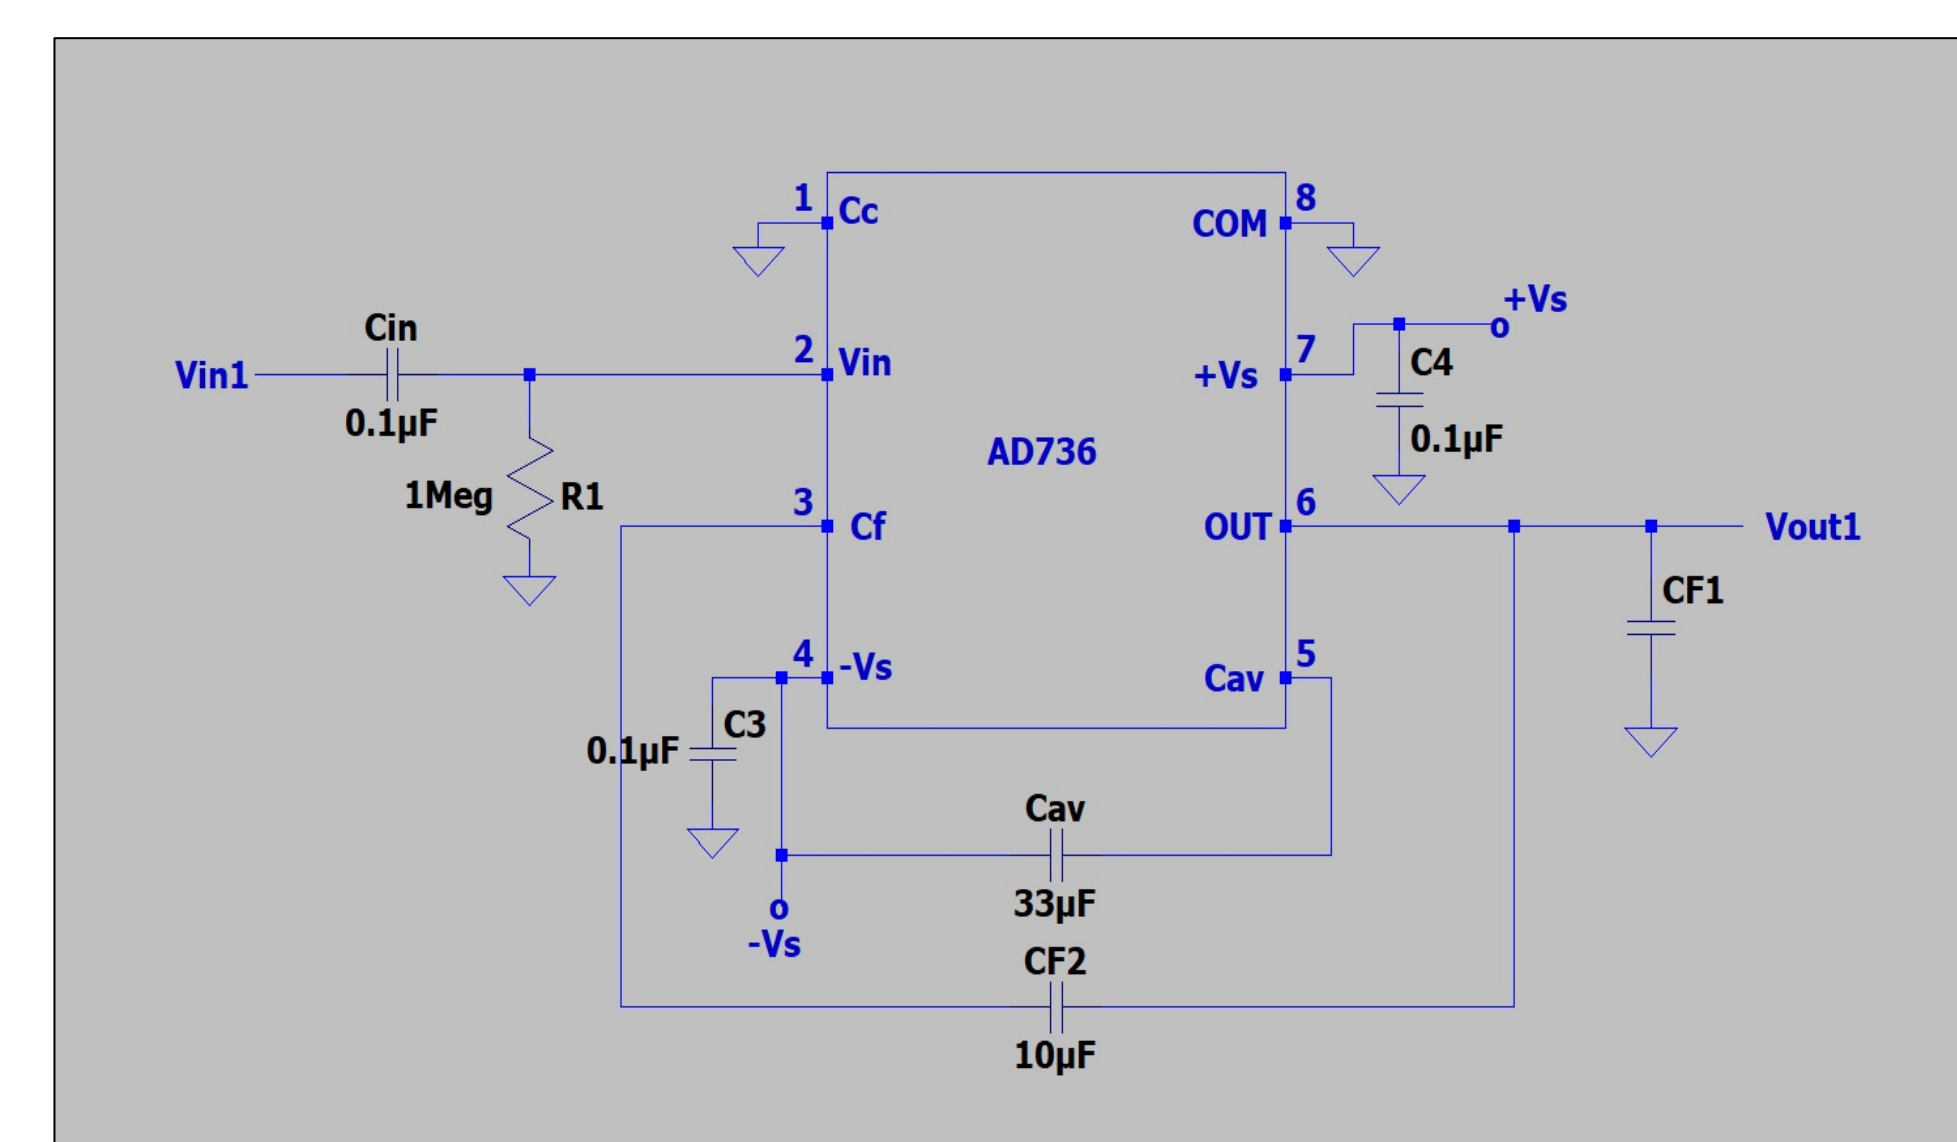 1
Cc
8
COM
+Vs
o
Cin
Vin1
0.1µF
2
Vin
7
+Vs
C4
0.1µF
AD736
1Meg
R1
3
Cf
6
OUT
Vout1
CF1
4
-Vs
5
Cav
C3
0.1µF
Cav
33µF
o
-Vs
CF2
10µF